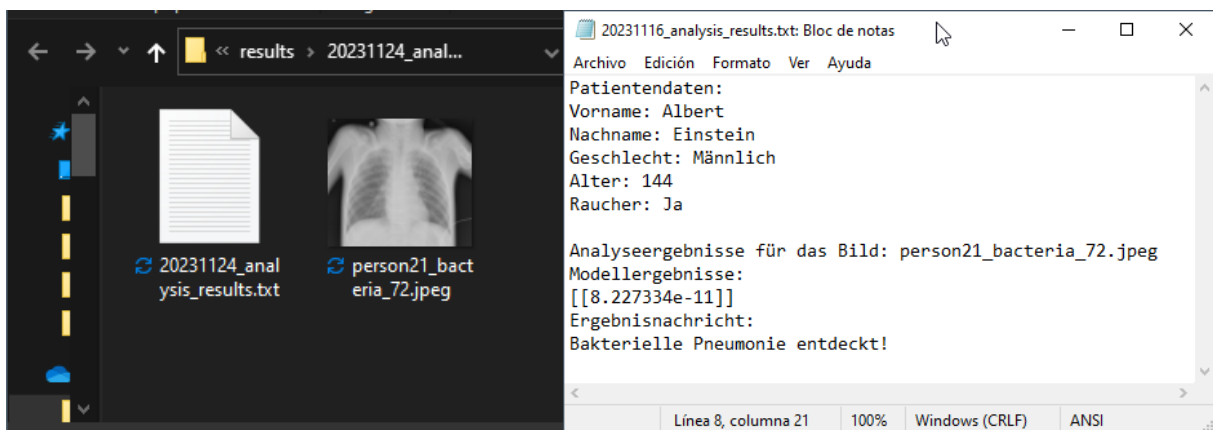 « results › 20231124_anal...
20231124_anal
ysis_results.txt
person21_bact
eria_72.jpeg
20231116_analysis_results.txt: Bloc de notas
Archivo Edición Formato Ver Ayuda
Patientendaten:
Vorname: Albert
Nachname: Einstein
Geschlecht: Männlich
Alter: 144
Raucher: Ja
Analyseergebnisse für das Bild: person21_bacteria_72.jpeg
Modellergebnisse:
[[8.227334e-11]]
Ergebnisnachricht:
Bakterielle Pneumonie entdeckt!
Línea 8, columna 21 100% Windows (CRLF) ANSI